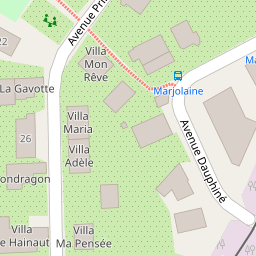 Avenue Pri
22
Villa
Mon
Rêve
La Gavotte
Marjolaine
Ma
Villa
Maria
26
Villa
Adèle
Avenue Dauphiné
ondragon
Villa
e Hainaut
Villa
Ma Pensée